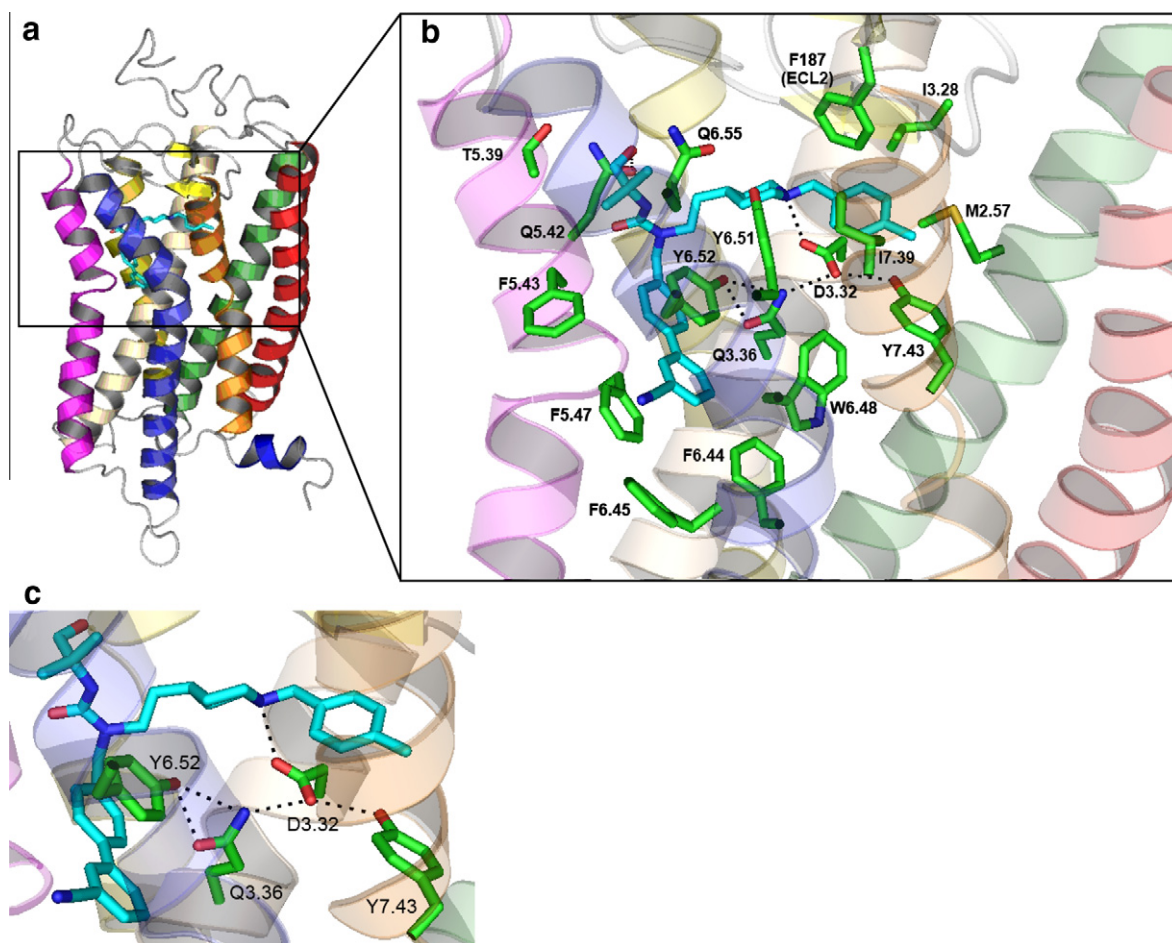 a
b
F187
(ECL2)
I3.28
T5.39
Q6.55
M2.57
Q5.42
Y6.51
Y6.52
I7.39
F5.43
D3.32
Q3.36
Y7.43
W6.48
F5.47
F6.44
F6.45
c
Y6.52
D3.32
Q3.36
Y7.43